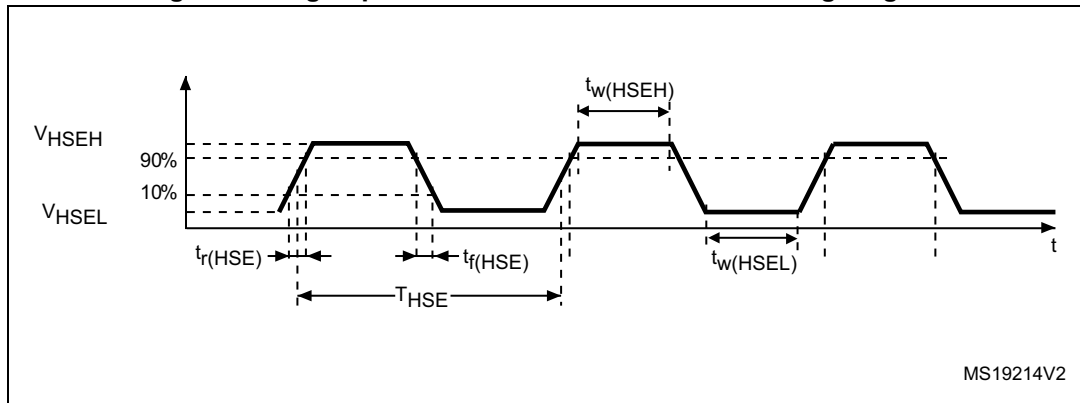 tw(HSEH)
VHSEH
90%
10%
VHSEL
tr(HSE)
tf(HSE)
tw(HSEL)
t
THSE
MS19214V2